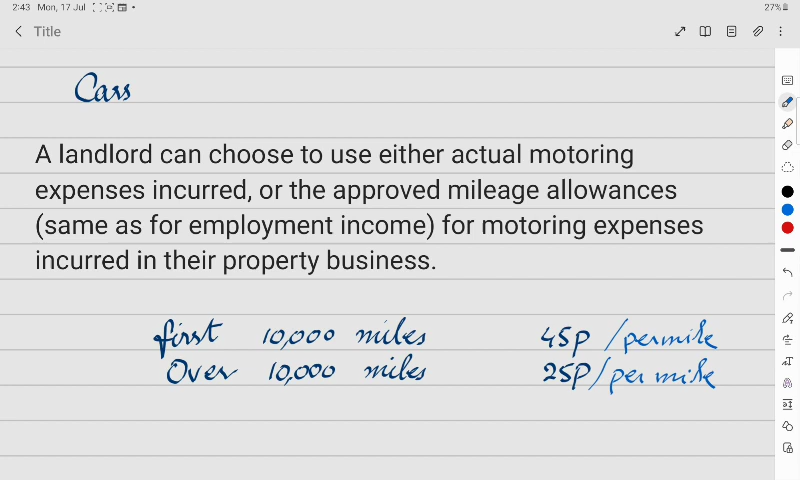 2:43 Mon, 17 Jul
27%
Title
Cars
A landlord can choose to use either actual motoring
expenses incurred, or the approved mileage allowances
(same as for employment income) for motoring expenses
incurred in their property business.
first 10,000 miles 45P /per mile
Over 10,000 miles 25P/per mile